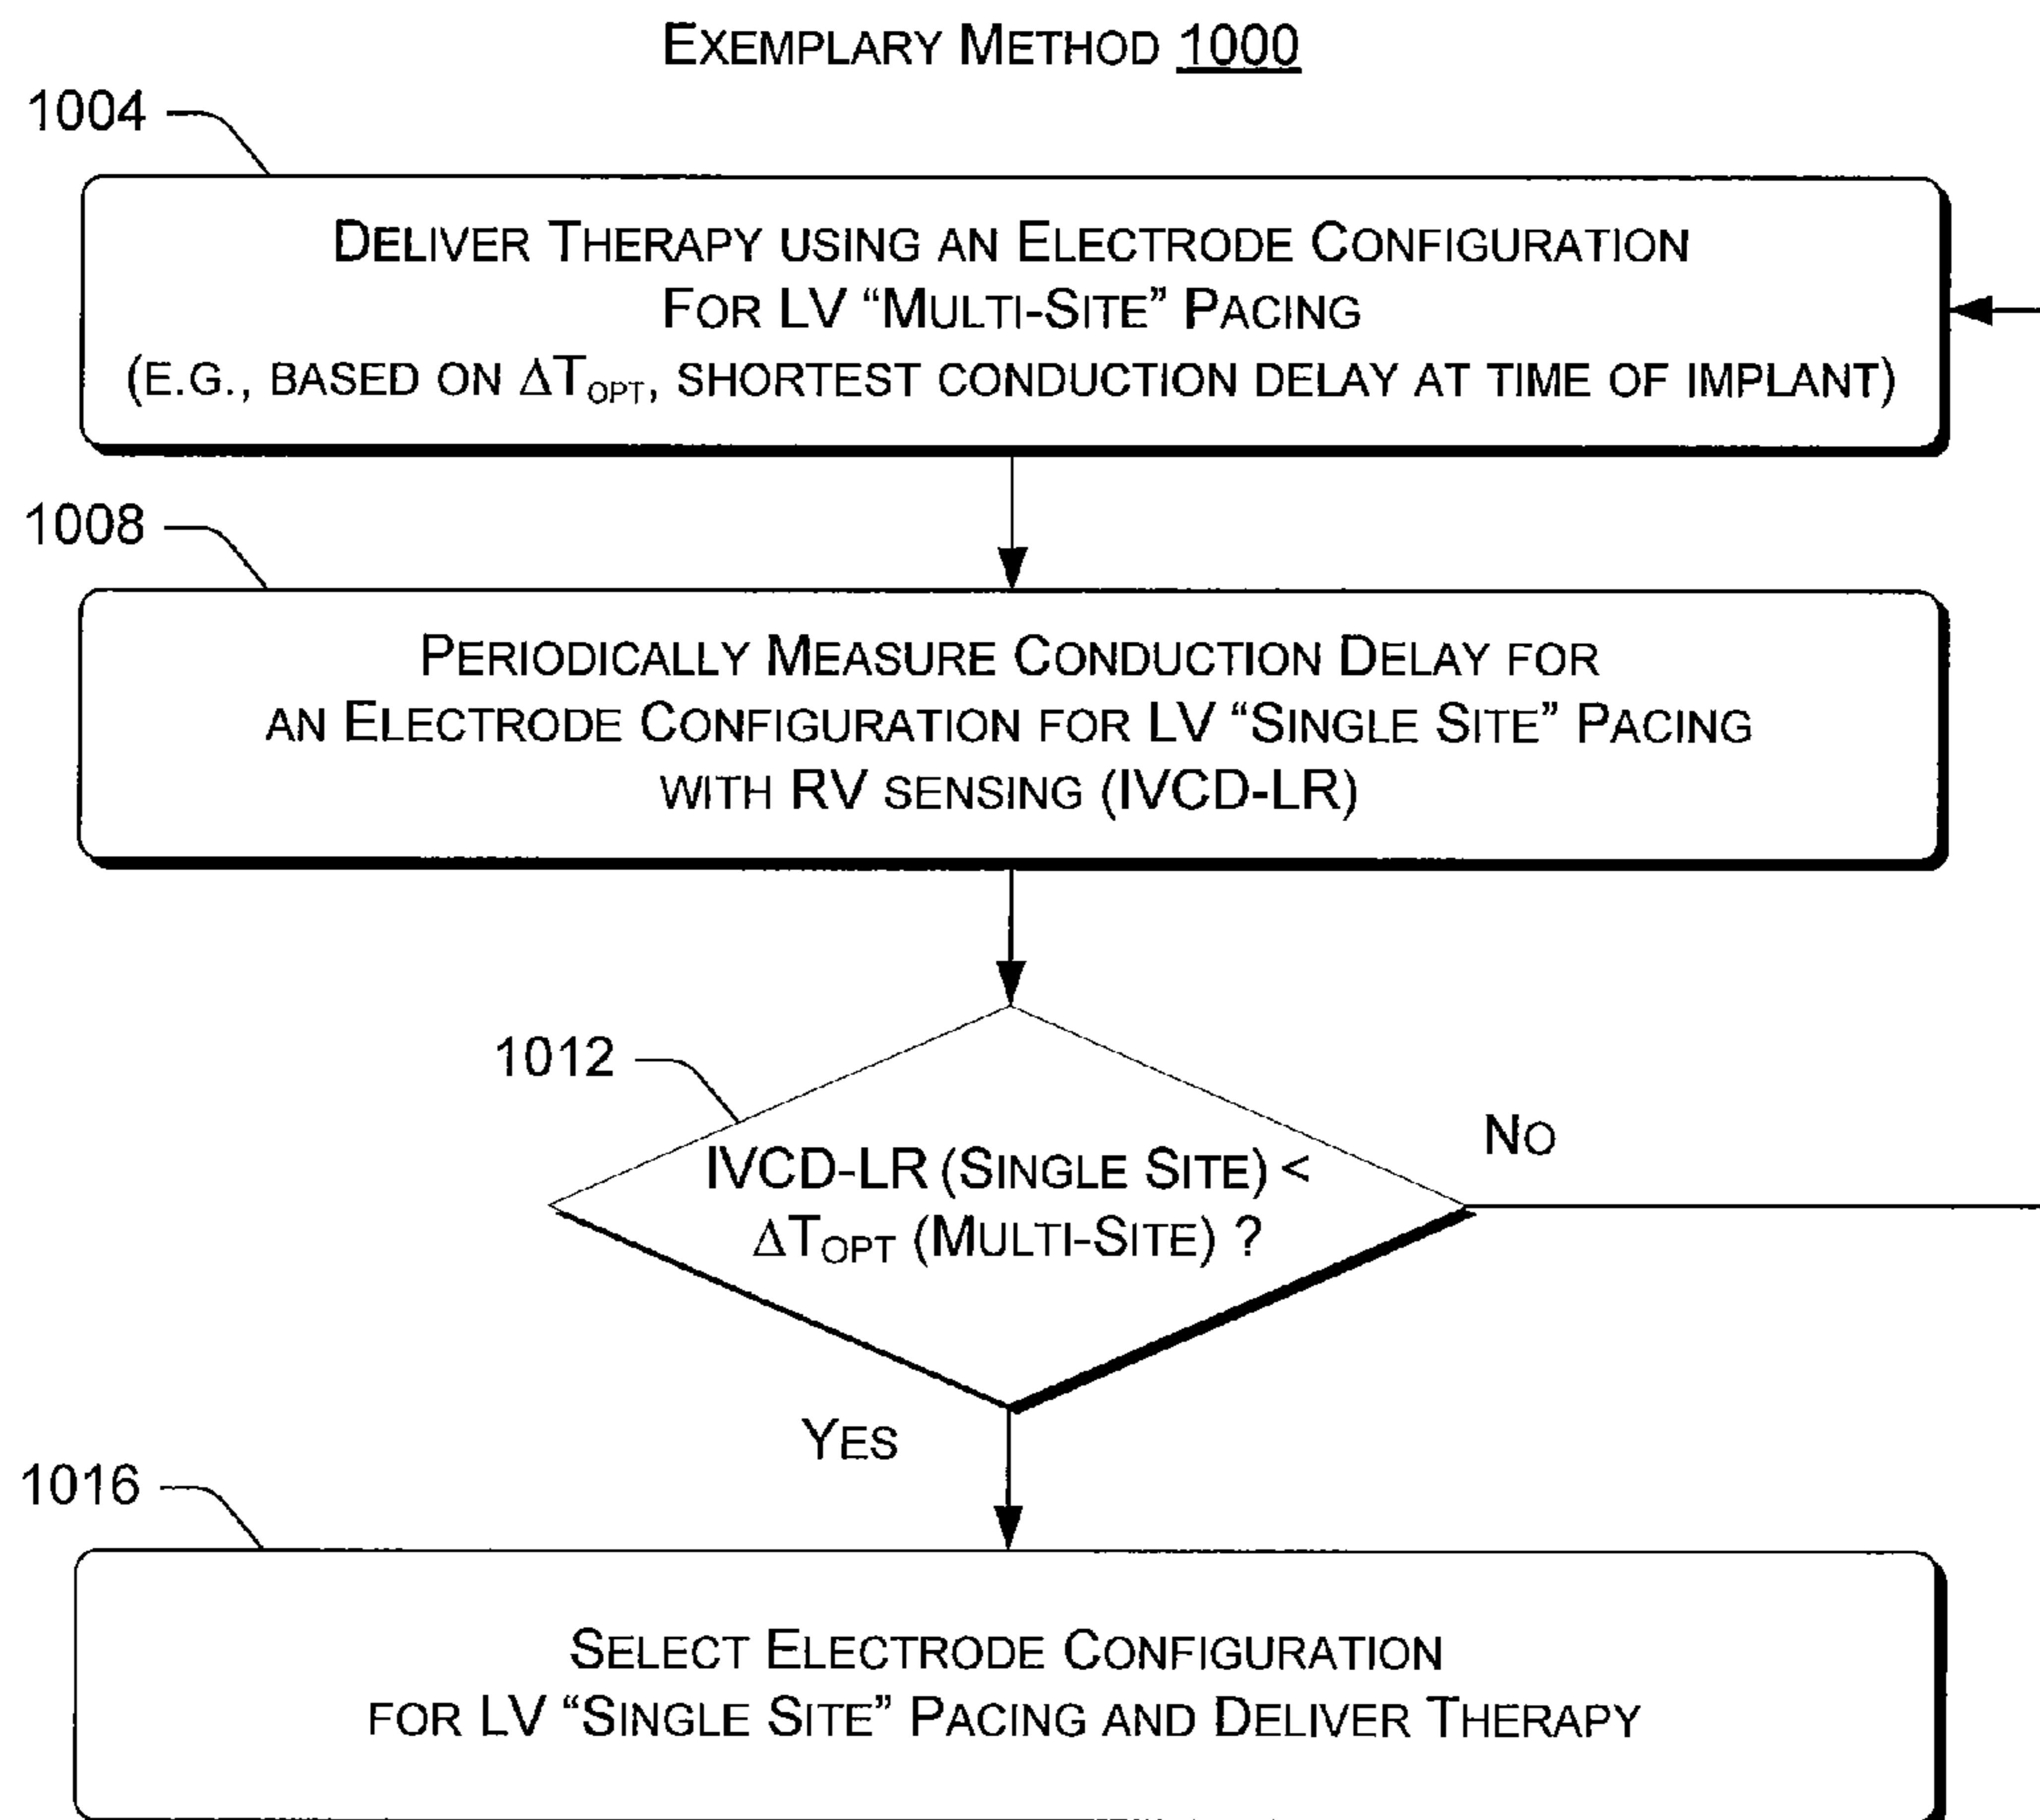 EXEMPLARY METHOD 1000
1004
DELIVER THERAPY USING AN ELECTRODE CONFIGURATION
FOR LV “MULTI-SITE” PACING
(E.G., BASED ON ΔT_OPT, SHORTEST CONDUCTION DELAY AT TIME OF IMPLANT)
1008
PERIODICALLY MEASURE CONDUCTION DELAY FOR
AN ELECTRODE CONFIGURATION FOR LV “SINGLE SITE” PACING
WITH RV SENSING (IVCD-LR)
1012
IVCD-LR (SINGLE SITE) <
ΔT_OPT (MULTI-SITE) ?
NO
YES
1016
SELECT ELECTRODE CONFIGURATION
FOR LV “SINGLE SITE” PACING AND DELIVER THERAPY